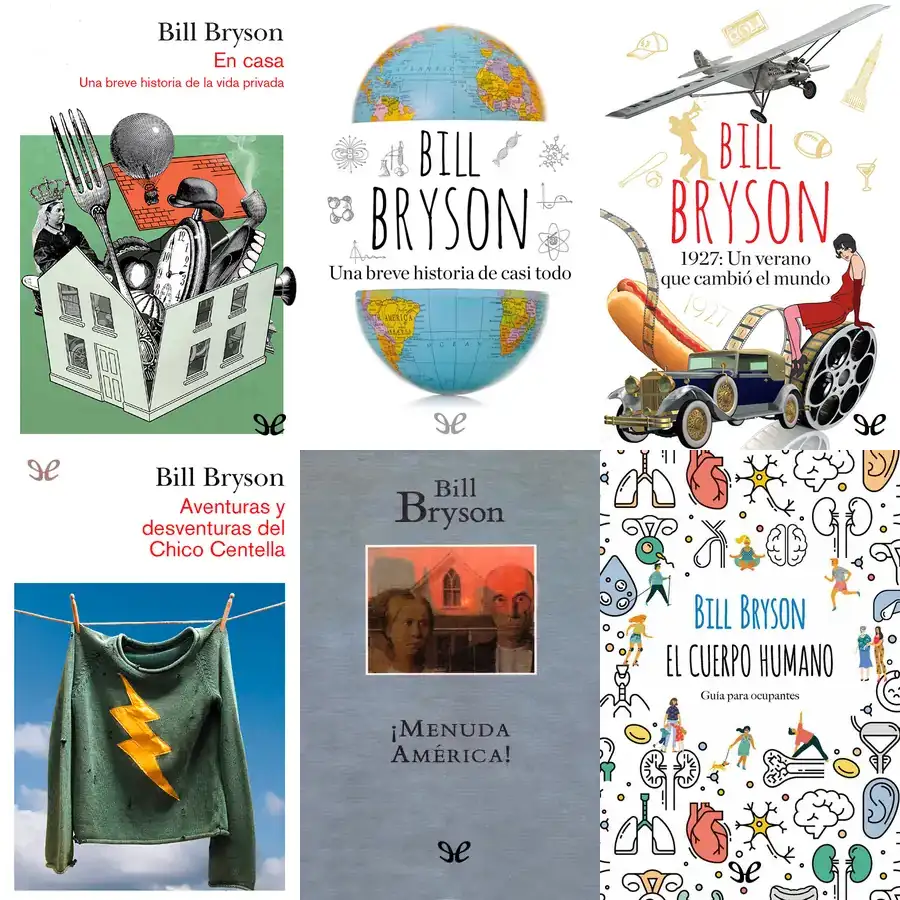 Bill Bryson
En casa
Una breve historia de la vida privada
BILL
BRYSON
Una breve historia de casi todo
BILL
BRYSON
1927: Un verano
que cambió el mundo
1927
Bill Bryson
Aventuras y
desventuras del
Chico Centella
Bill
Bryson
¡MENUDA
AMÉRICA!
BILL BRYSON
EL CUERPO HUMANO
Guía para ocupantes